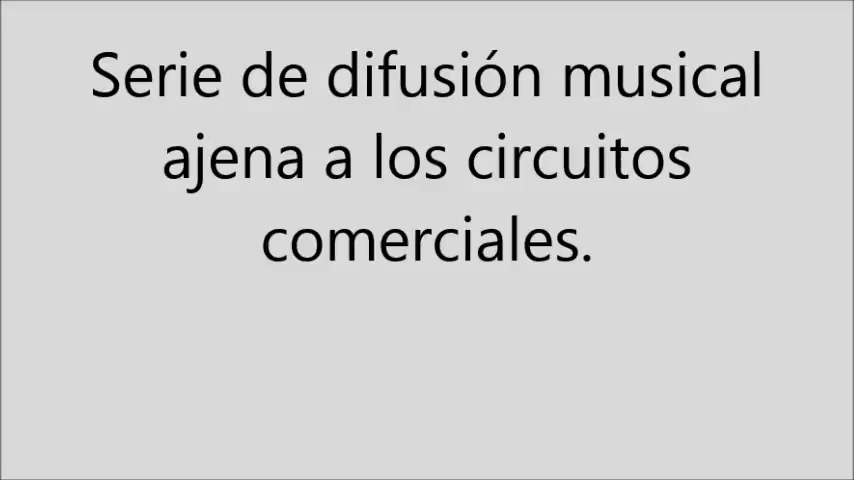 Serie de difusión musical
ajena a los circuitos
comerciales.